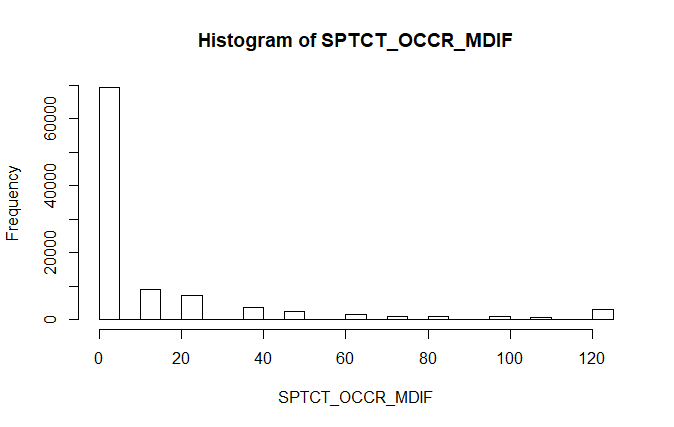 Histogram of SPTCT_OCCR_MDIF
Frequency
60000
40000
20000
0
0 20 40 60 80 100 120
SPTCT_OCCR_MDIF